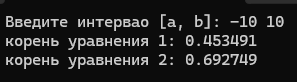 Введите интервао [a, b]: -10 10
корень уравнения 1: 0.453491
корень уравнения 2: 0.692749